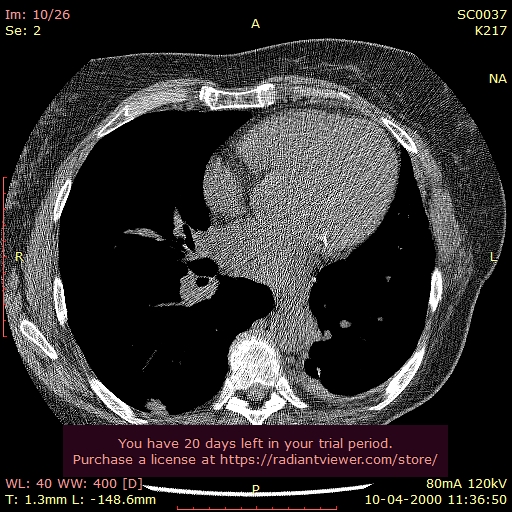 Im: 10/26
Se: 2
A
SC0037
K217
NA
R
L
You have 20 days left in your trial period.
Purchase a license at https://radiantviewer.com/store/
WL: 40 WW: 400 [D]
T: 1.3mm L: -148.6mm
P
80mA 120kV
10-04-2000 11:36:50